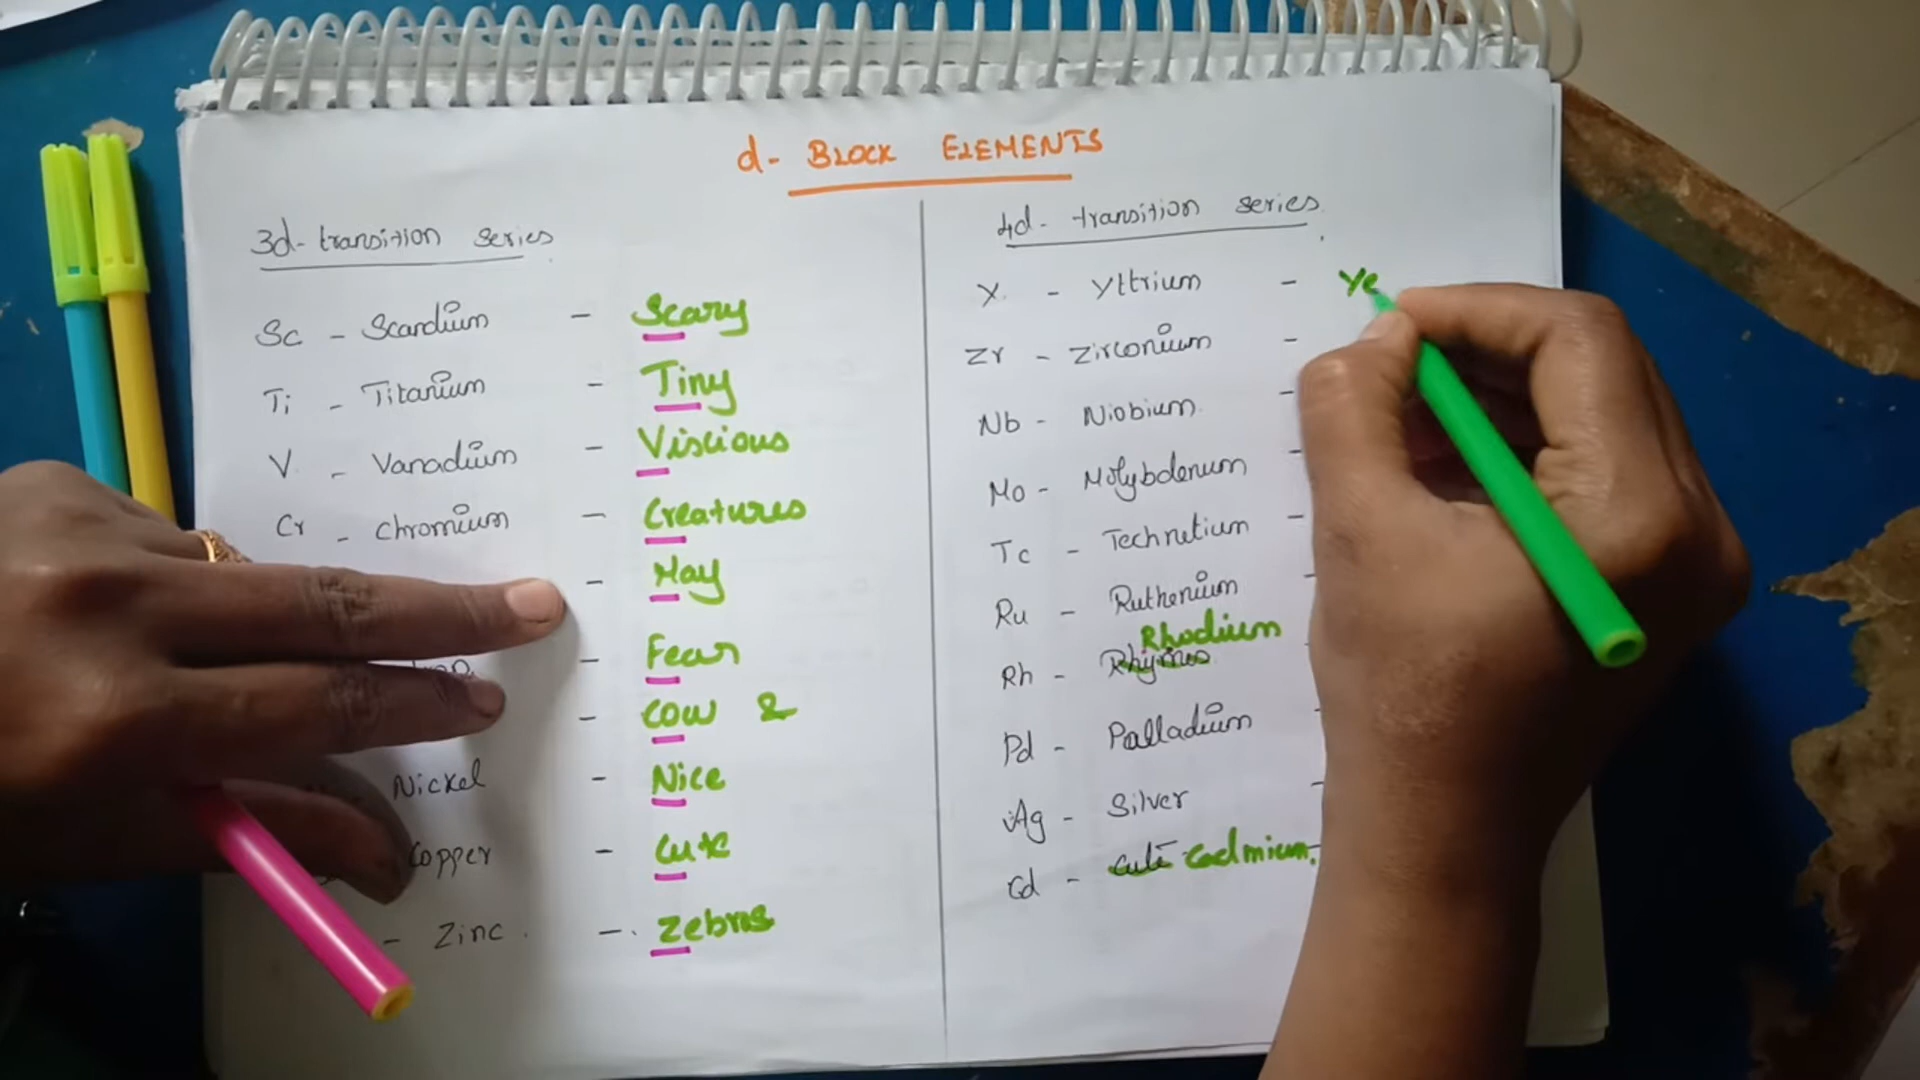 d- BLOCK ELEMENTS
3d- transition series
Sc - Scandium - Scary
Ti - Titanium - Tiny
V - Vanadium - Viscious
Cr - Chromium - Creatures
- May
- Fear
- Cow &
Nickel - Nice
Copper - Cute
- Zinc - Zebras
4d- transition series
Y - Yttrium - Ye
Zr - Zirconium -
Nb - Niobium -
Mo - Molybdenum -
Tc - Technetium -
Ru - Ruthenium -
Rhodium
Rh - Rhymes -
Pd - Palladium -
Ag - Silver -
Cd - cute Cadmium. -